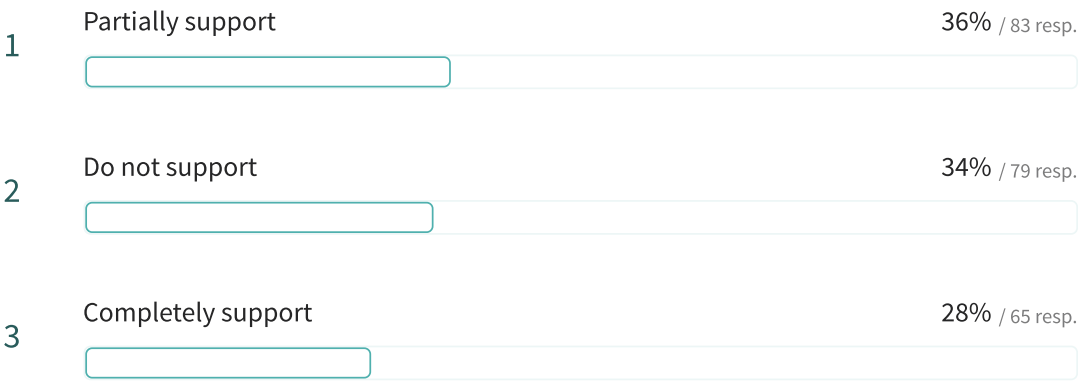 1
Partially support 36% / 83 resp.
2
Do not support 34% / 79 resp.
3
Completely support 28% / 65 resp.